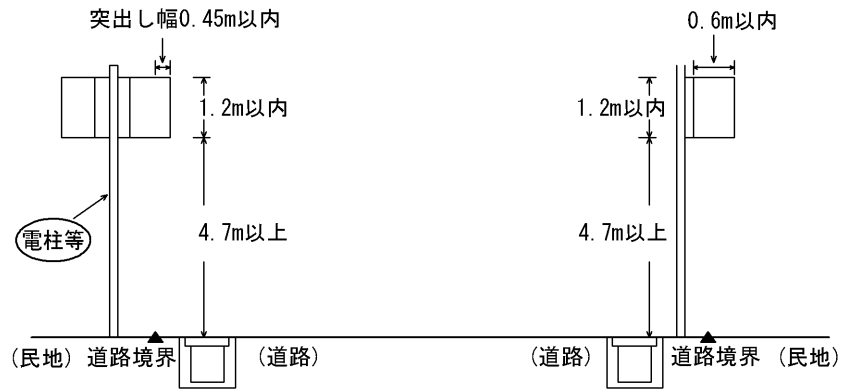 突出し幅0.45m以内
0.6m以内
1.2m以内
1.2m以内
4.7m以上
4.7m以上
電柱等
(民地) 道路境界 (道路) (道路) 道路境界 (民地)